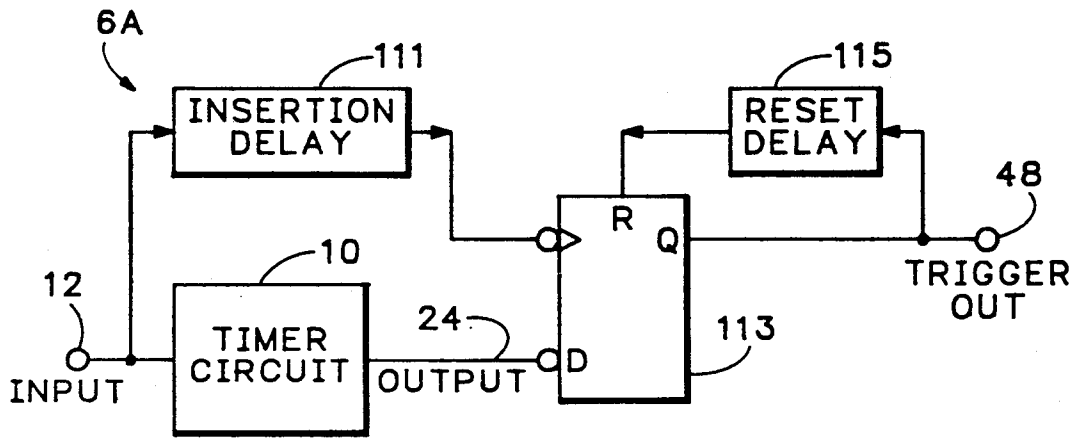 6A
111
115
INSERTION
DELAY
RESET
DELAY
48
R
Q
TRIGGER
OUT
10
12
24
113
TIMER
CIRCUIT
D
INPUT
OUTPUT